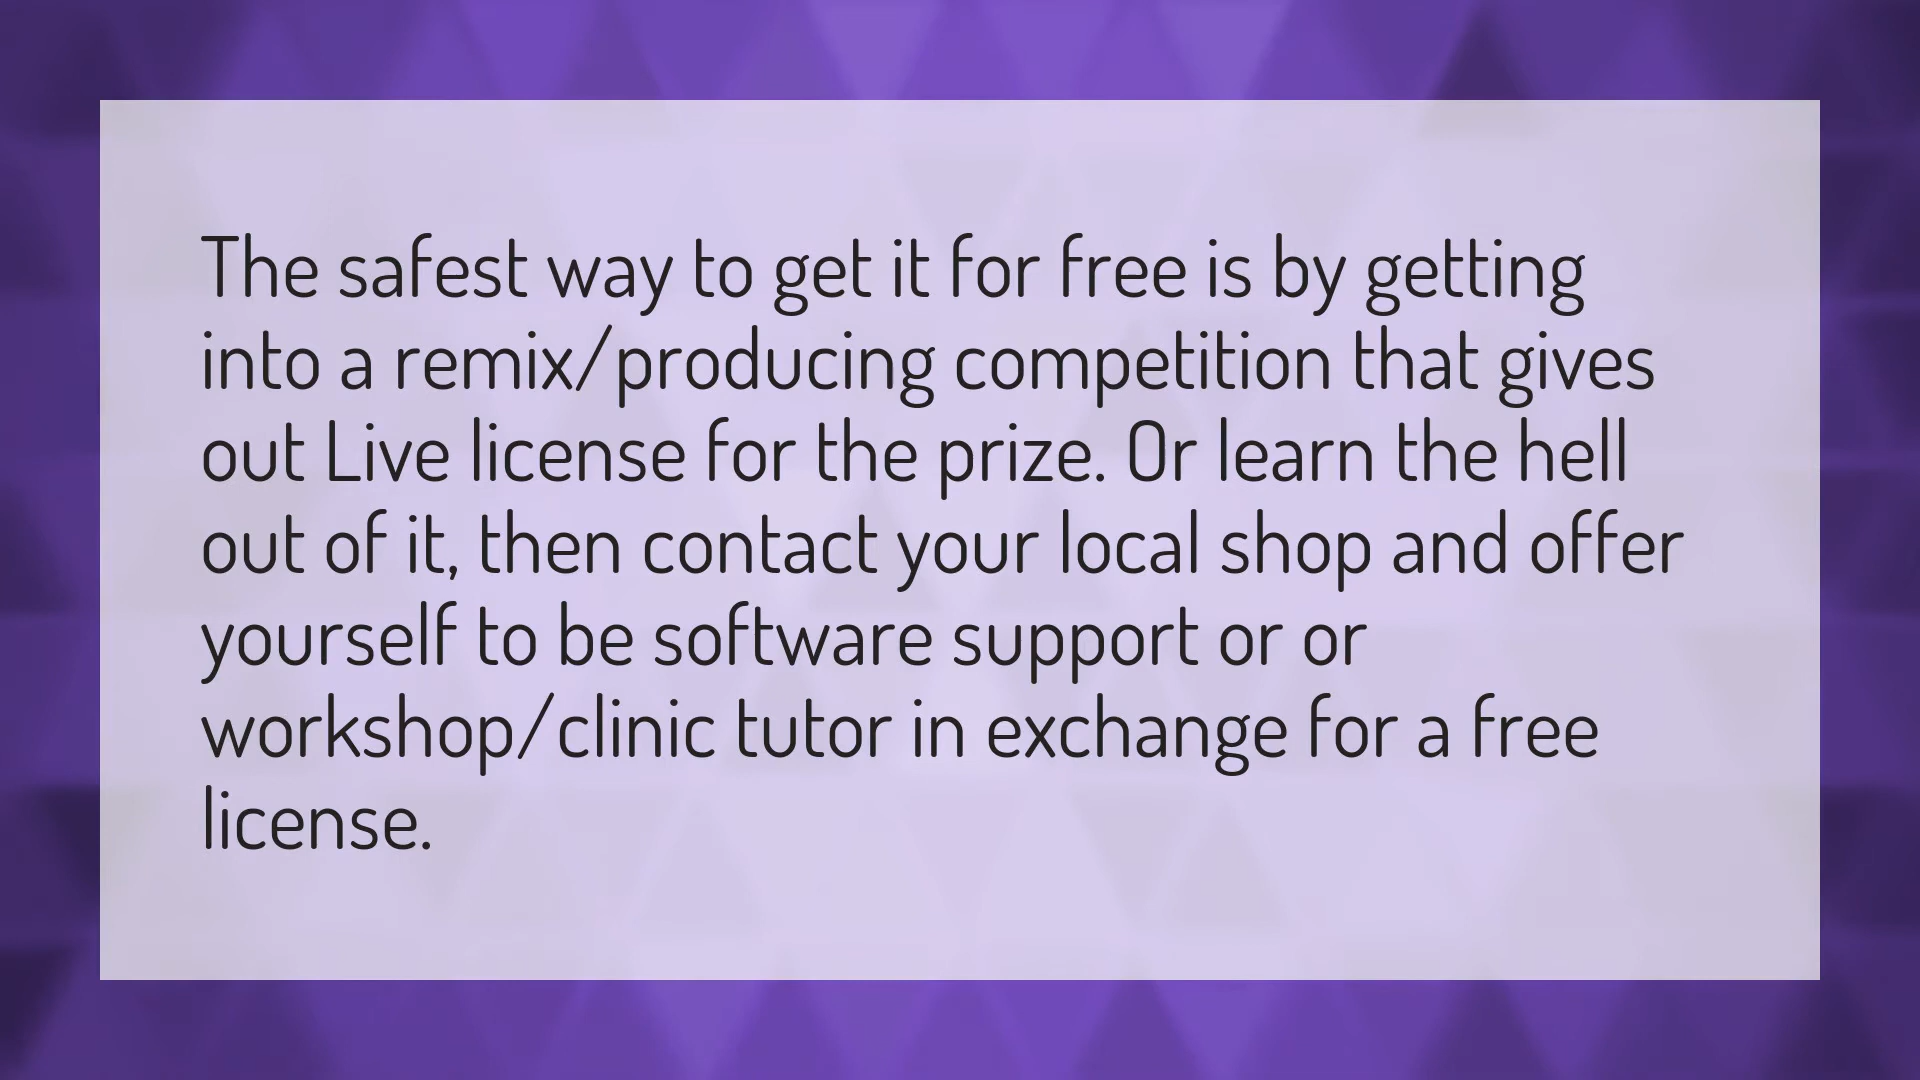 The safest way to get it for free is by getting
into a remix/producing competition that gives
out Live license for the prize. Or learn the hell
out of it, then contact your local shop and offer
yourself to be software support or or
workshop/clinic tutor in exchange for a free
license.